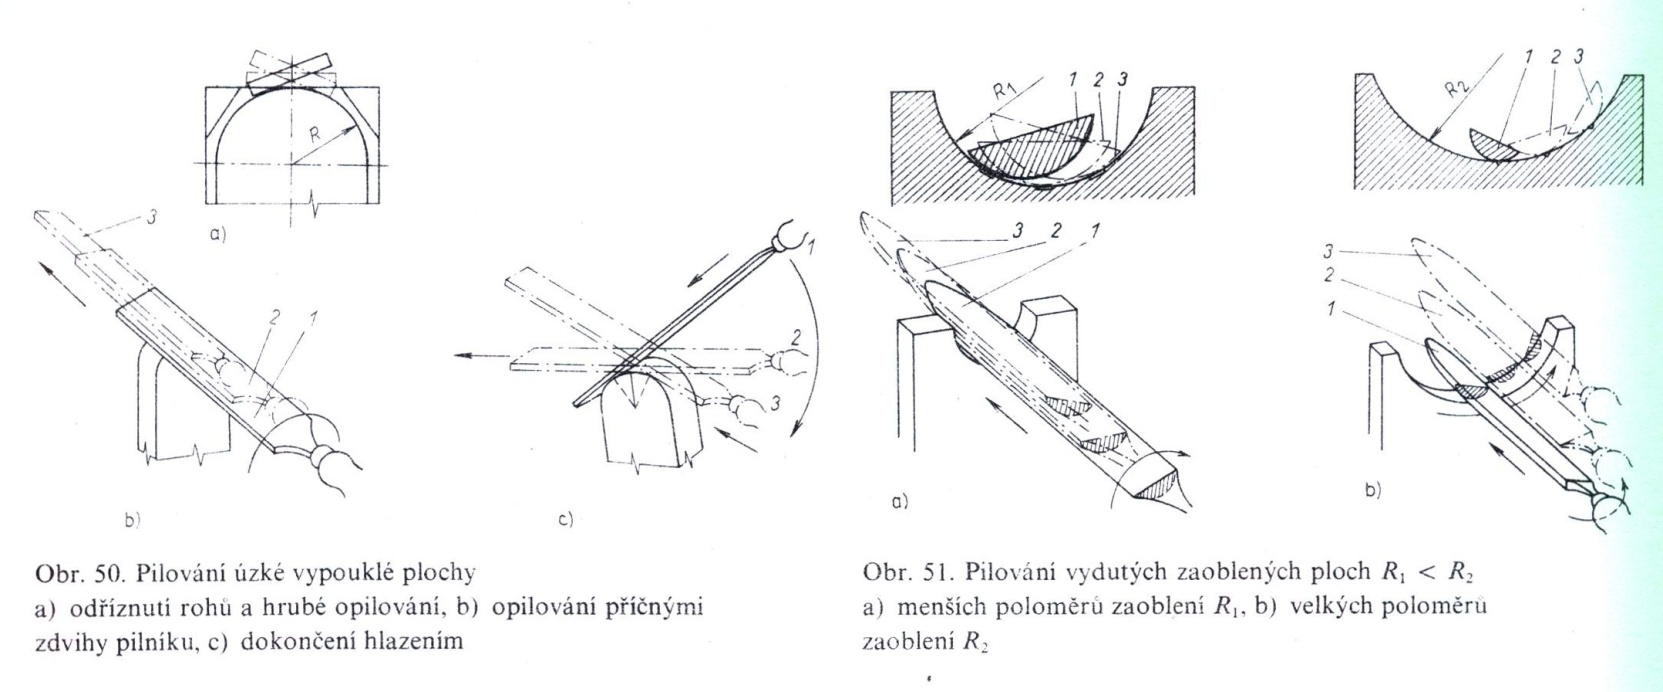 R
a)
3
2
1
b)
1
2
3
c)
Obr. 50. Pilování úzké vypouklé plochy
a) odříznutí rohů a hrubé opilování, b) opilování příčnými
zdvihy pilníku, c) dokončení hlazením
R1
1 2 3
3 2 1
a)
R2
1 2 3
3
2
1
b)
Obr. 51. Pilování vydutých zaoblených ploch R₁ < R₂
a) menších poloměrů zaoblení R₁, b) velkých poloměrů
zaoblení R₂